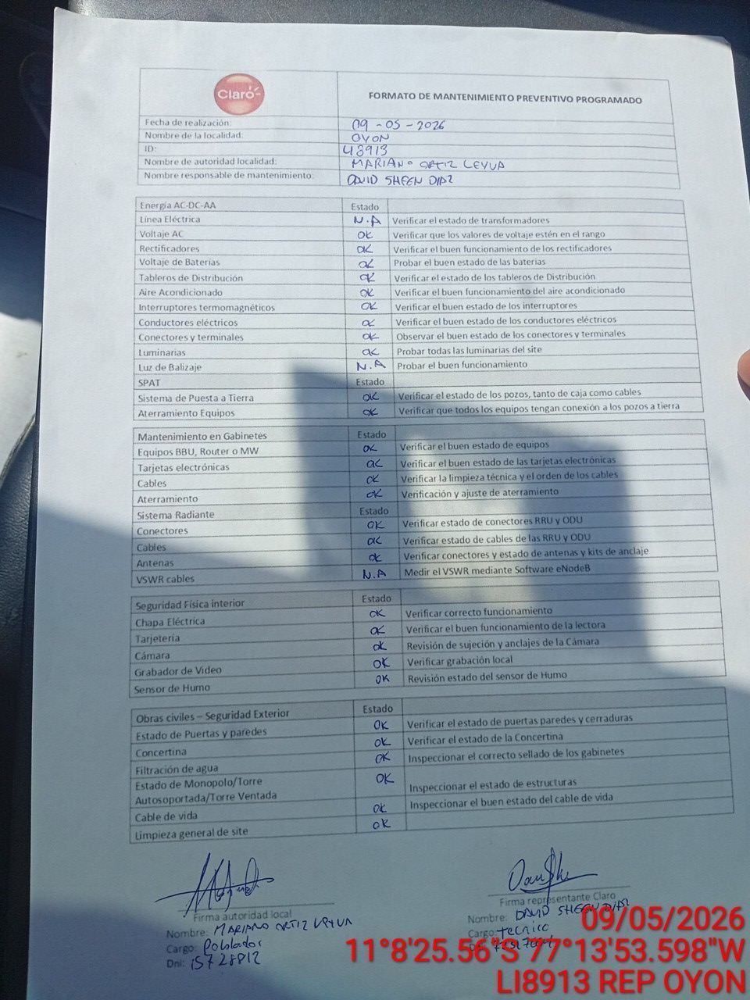 Claro
FORMATO DE MANTENIMIENTO PREVENTIVO PROGRAMADO
Fecha de realización: 09-05-2026
Nombre de la localidad: OYON
ID: LI8913
Nombre de autoridad localidad: MARIANO ORTIZ LEYVA
Nombre responsable de mantenimiento: DAVID SHEEN DIAZ
Energía AC-DC-AA Estado
Línea Eléctrica N.A Verificar el estado de transformadores
Voltaje AC OK Verificar que los valores de voltaje estén en el rango
Rectificadores OK Verificar el buen funcionamiento de los rectificadores
Voltaje de Baterías OK Probar el buen estado de las baterias
Tableros de Distribución OK Verificar el estado de los tableros de Distribución
Aire Acondicionado OK Verificar el buen funcionamiento del aire acondicionado
Interruptores termomagnéticos OK Verificar el buen estado de los interruptores
Conductores eléctricos OK Verificar el buen estado de los conductores eléctricos
Conectores y terminales OK Observar el buen estado de los conectores y terminales
Luminarias OK Probar todas las luminarias del site
Luz de Balizaje N.A Probar el buen funcionamiento
SPAT Estado
Sistema de Puesta a Tierra OK Verificar el estado de los pozos, tanto de caja como cables
Aterramiento Equipos OK Verificar que todos los equipos tengan conexión a los pozos a tierra
Mantenimiento en Gabinetes Estado
Equipos BBU, Router o MW OK Verificar el buen estado de equipos
Tarjetas electrónicas OK Verificar el buen estado de las tarjetas electrónicas
Cables OK Verificar la limpieza técnica y el orden de los cables
Aterramiento OK Verificación y ajuste de aterramiento
Sistema Radiante Estado
Conectores OK Verificar estado de conectores RRU y ODU
Cables OK Verificar estado de cables de las RRU y ODU
Antenas OK Verificar conectores y estado de antenas y kits de anclaje
VSWR cables N.A Medir el VSWR mediante Software eNodeB
Seguridad Física interior Estado
Chapa Eléctrica OK Verificar correcto funcionamiento
Tarjetería OK Verificar el buen funcionamiento de la lectora
Cámara OK Revisión de sujeción y anclajes de la Cámara
Grabador de Video OK Verificar grabación local
Sensor de Humo OK Revisión estado del sensor de Humo
Obras civiles – Seguridad Exterior Estado
Estado de Puertas y paredes OK Verificar el estado de puertas paredes y cerraduras
Concertina OK Verificar el estado de la Concertina
Filtración de agua OK Inspeccionar el correcto sellado de los gabinetes
Estado de Monopolo/Torre
Autosoportada/Torre Ventada OK Inspeccionar el estado de estructuras
Cable de vida OK Inspeccionar el buen estado del cable de vida
Limpieza general de site OK
Firma autoridad local
Nombre: MARIANO ORTIZ LEYVA
Cargo: Poblador
Dni: 15728812
Firma representante Claro
Nombre: DAVID SHEEN DIAZ
Cargo: Tecnico
09/05/2026
11°8'25.56"S 77°13'53.598"W
LI8913 REP OYON